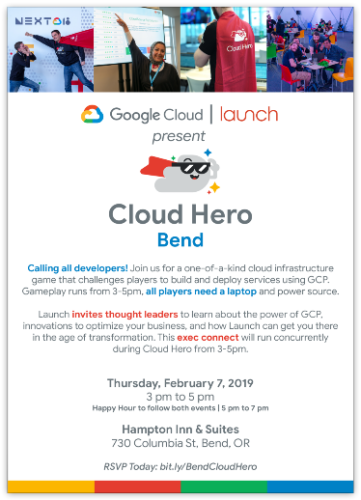 NEXT
Cloud Hero
Google Cloud | launch
present
Cloud Hero
Bend
Calling all developers! Join us for a one-of-a-kind cloud infrastructure
game that challenges players to build and deploy services using GCP.
Gameplay runs from 3-5pm, all players need a laptop and power source.
Launch invites thought leaders to learn about the power of GCP,
innovations to optimize your business, and how Launch can get you there
in the age of transformation. This exec connect will run concurrently
during Cloud Hero from 3-5pm.
Thursday, February 7, 2019
3 pm to 5 pm
Happy Hour to follow both events | 5 pm to 7 pm
Hampton Inn & Suites
730 Columbia St, Bend, OR
RSVP Today: bit.ly/BendCloudHero